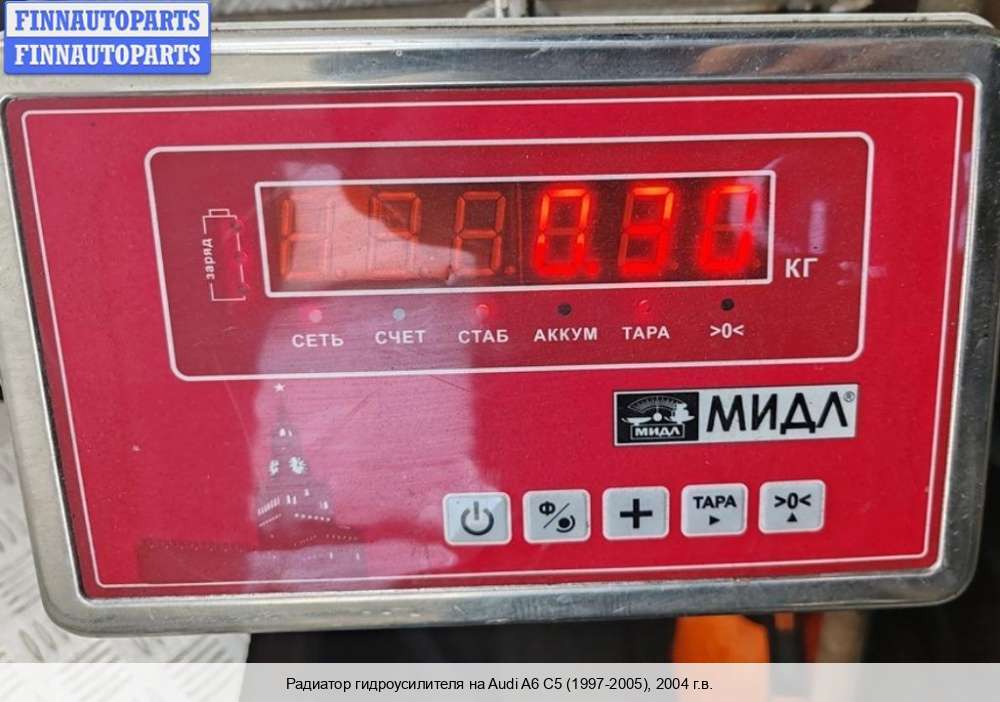 FINNAUTOPARTS
FINNAUTOPARTS
заряд
0.30
КГ
СЕТЬ СЧЕТ СТАБ АККУМ ТАРА >0<
МИДЛ МИДЛ®
Ф/ + ТАРА >0<
Радиатор гидроусилителя на Audi A6 C5 (1997-2005), 2004 г.в.